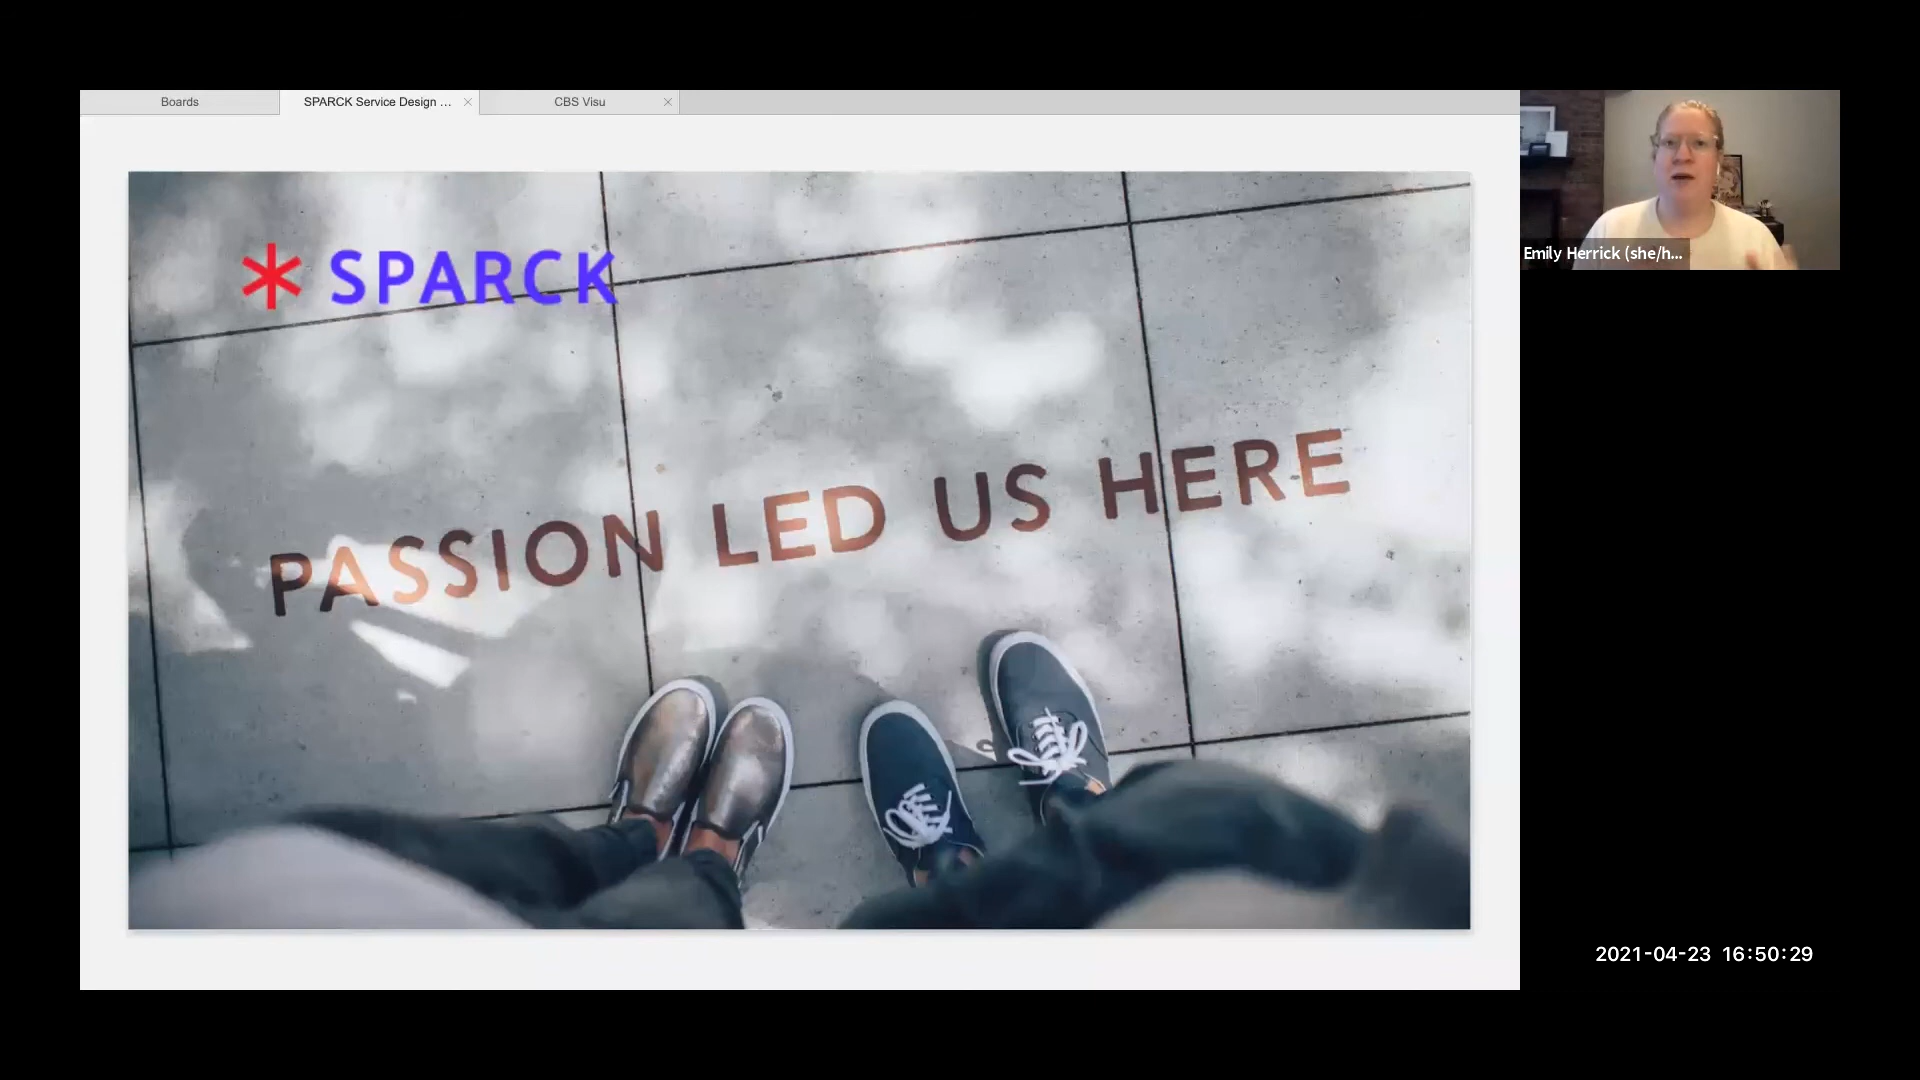 Boards
SPARCK Service Design ...
CBS Visu
SPARCK
PASSION LED US HERE
Emily Herrick (she/h...
2021-04-23 16:50:29